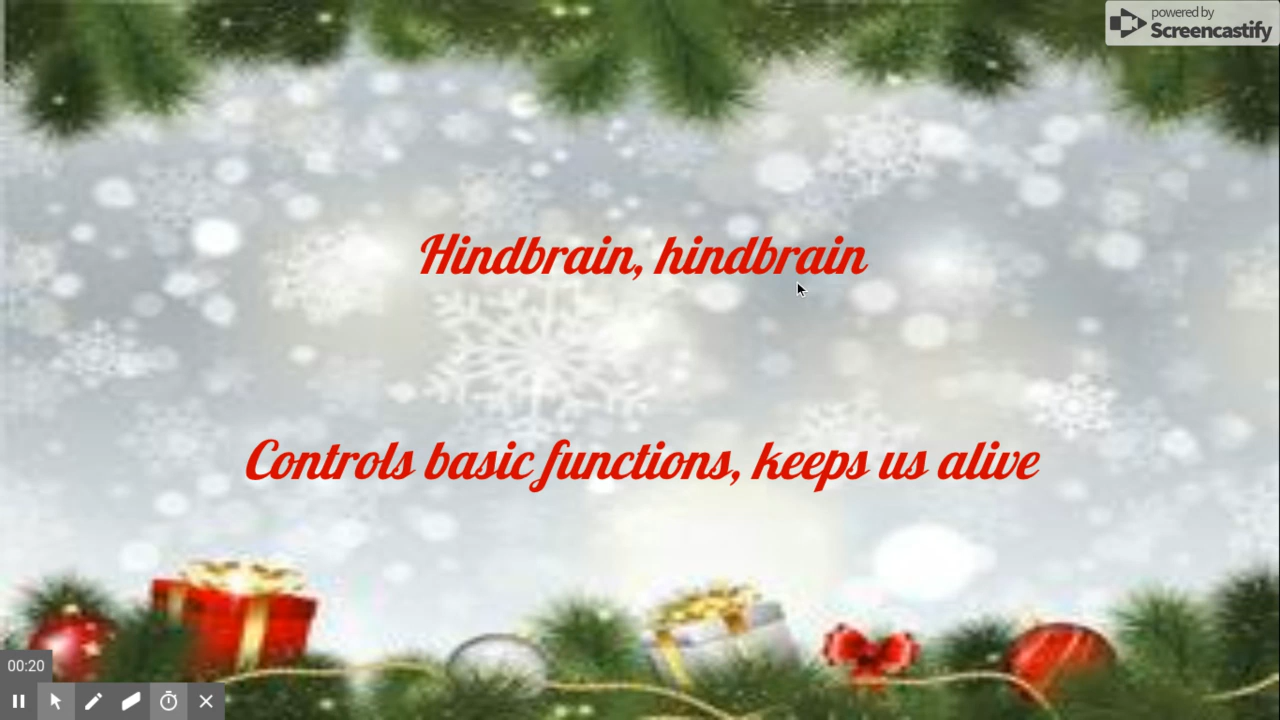 powered by
Screencastify
Hindbrain, hindbrain
Controls basic functions, keeps us alive
00:20